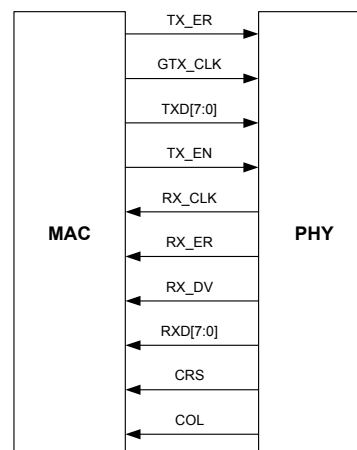 TX_ER
GTX_CLK
TXD[7:0]
TX_EN
RX_CLK
MAC
PHY
RX_ER
RX_DV
RXD[7:0]
CRS
COL